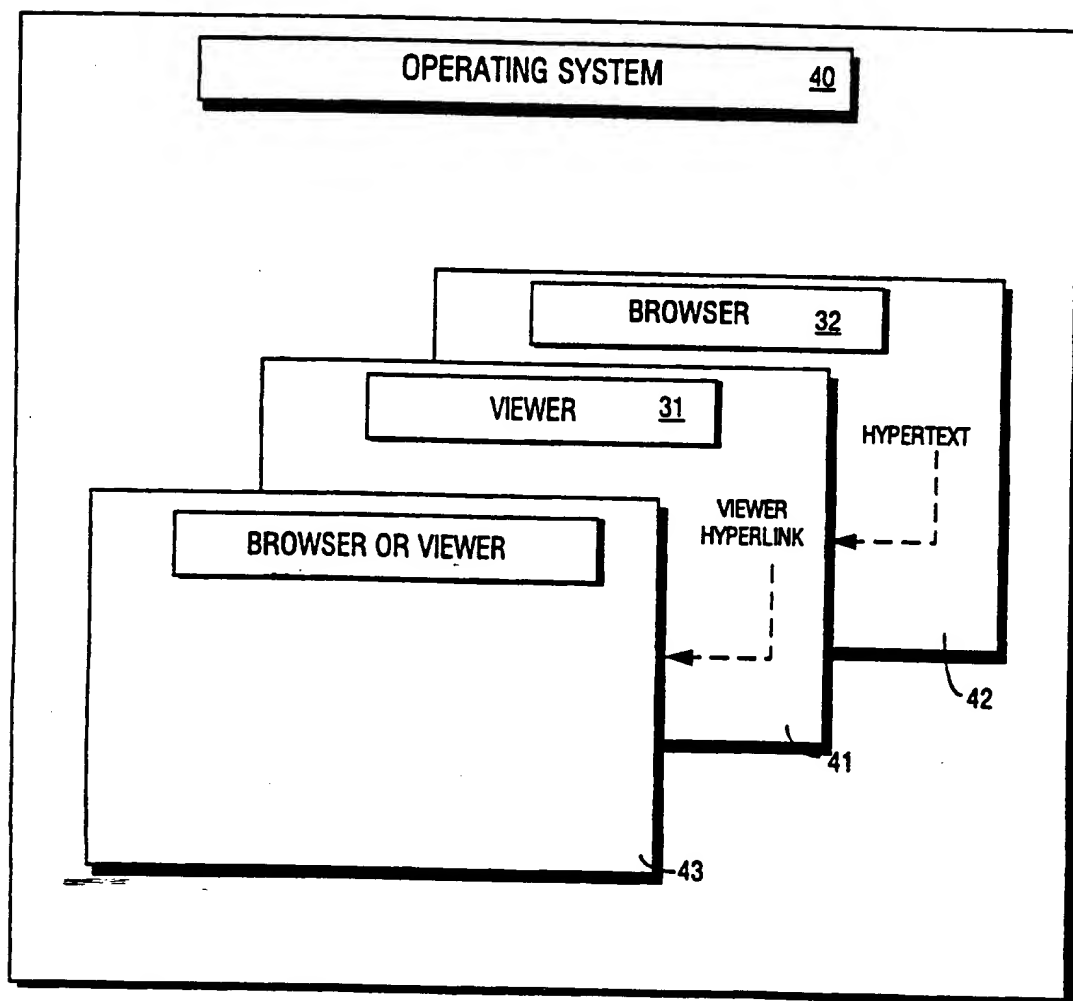 OPERATING SYSTEM 40
BROWSER 32
VIEWER 31
HYPERTEXT
VIEWER
HYPERLINK
BROWSER OR VIEWER
42
41
43